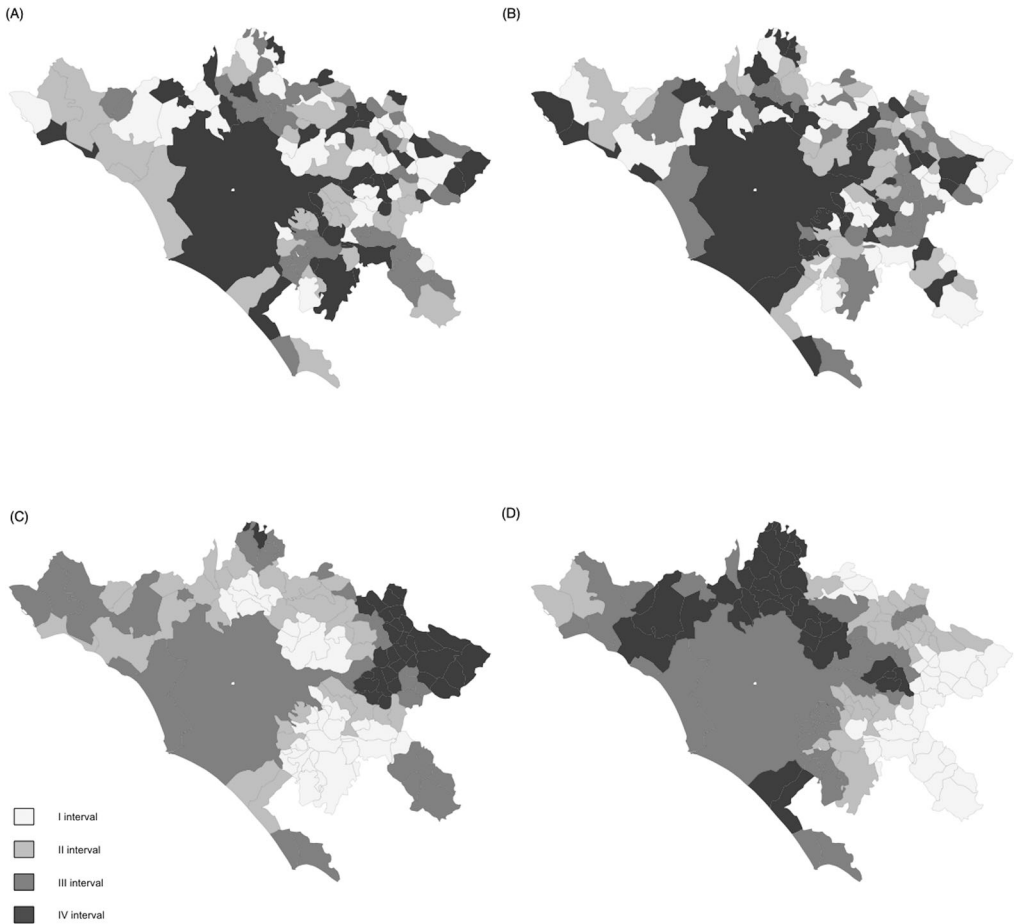 (A)
(B)
(C)
(D)
I interval
II interval
III interval
IV interval